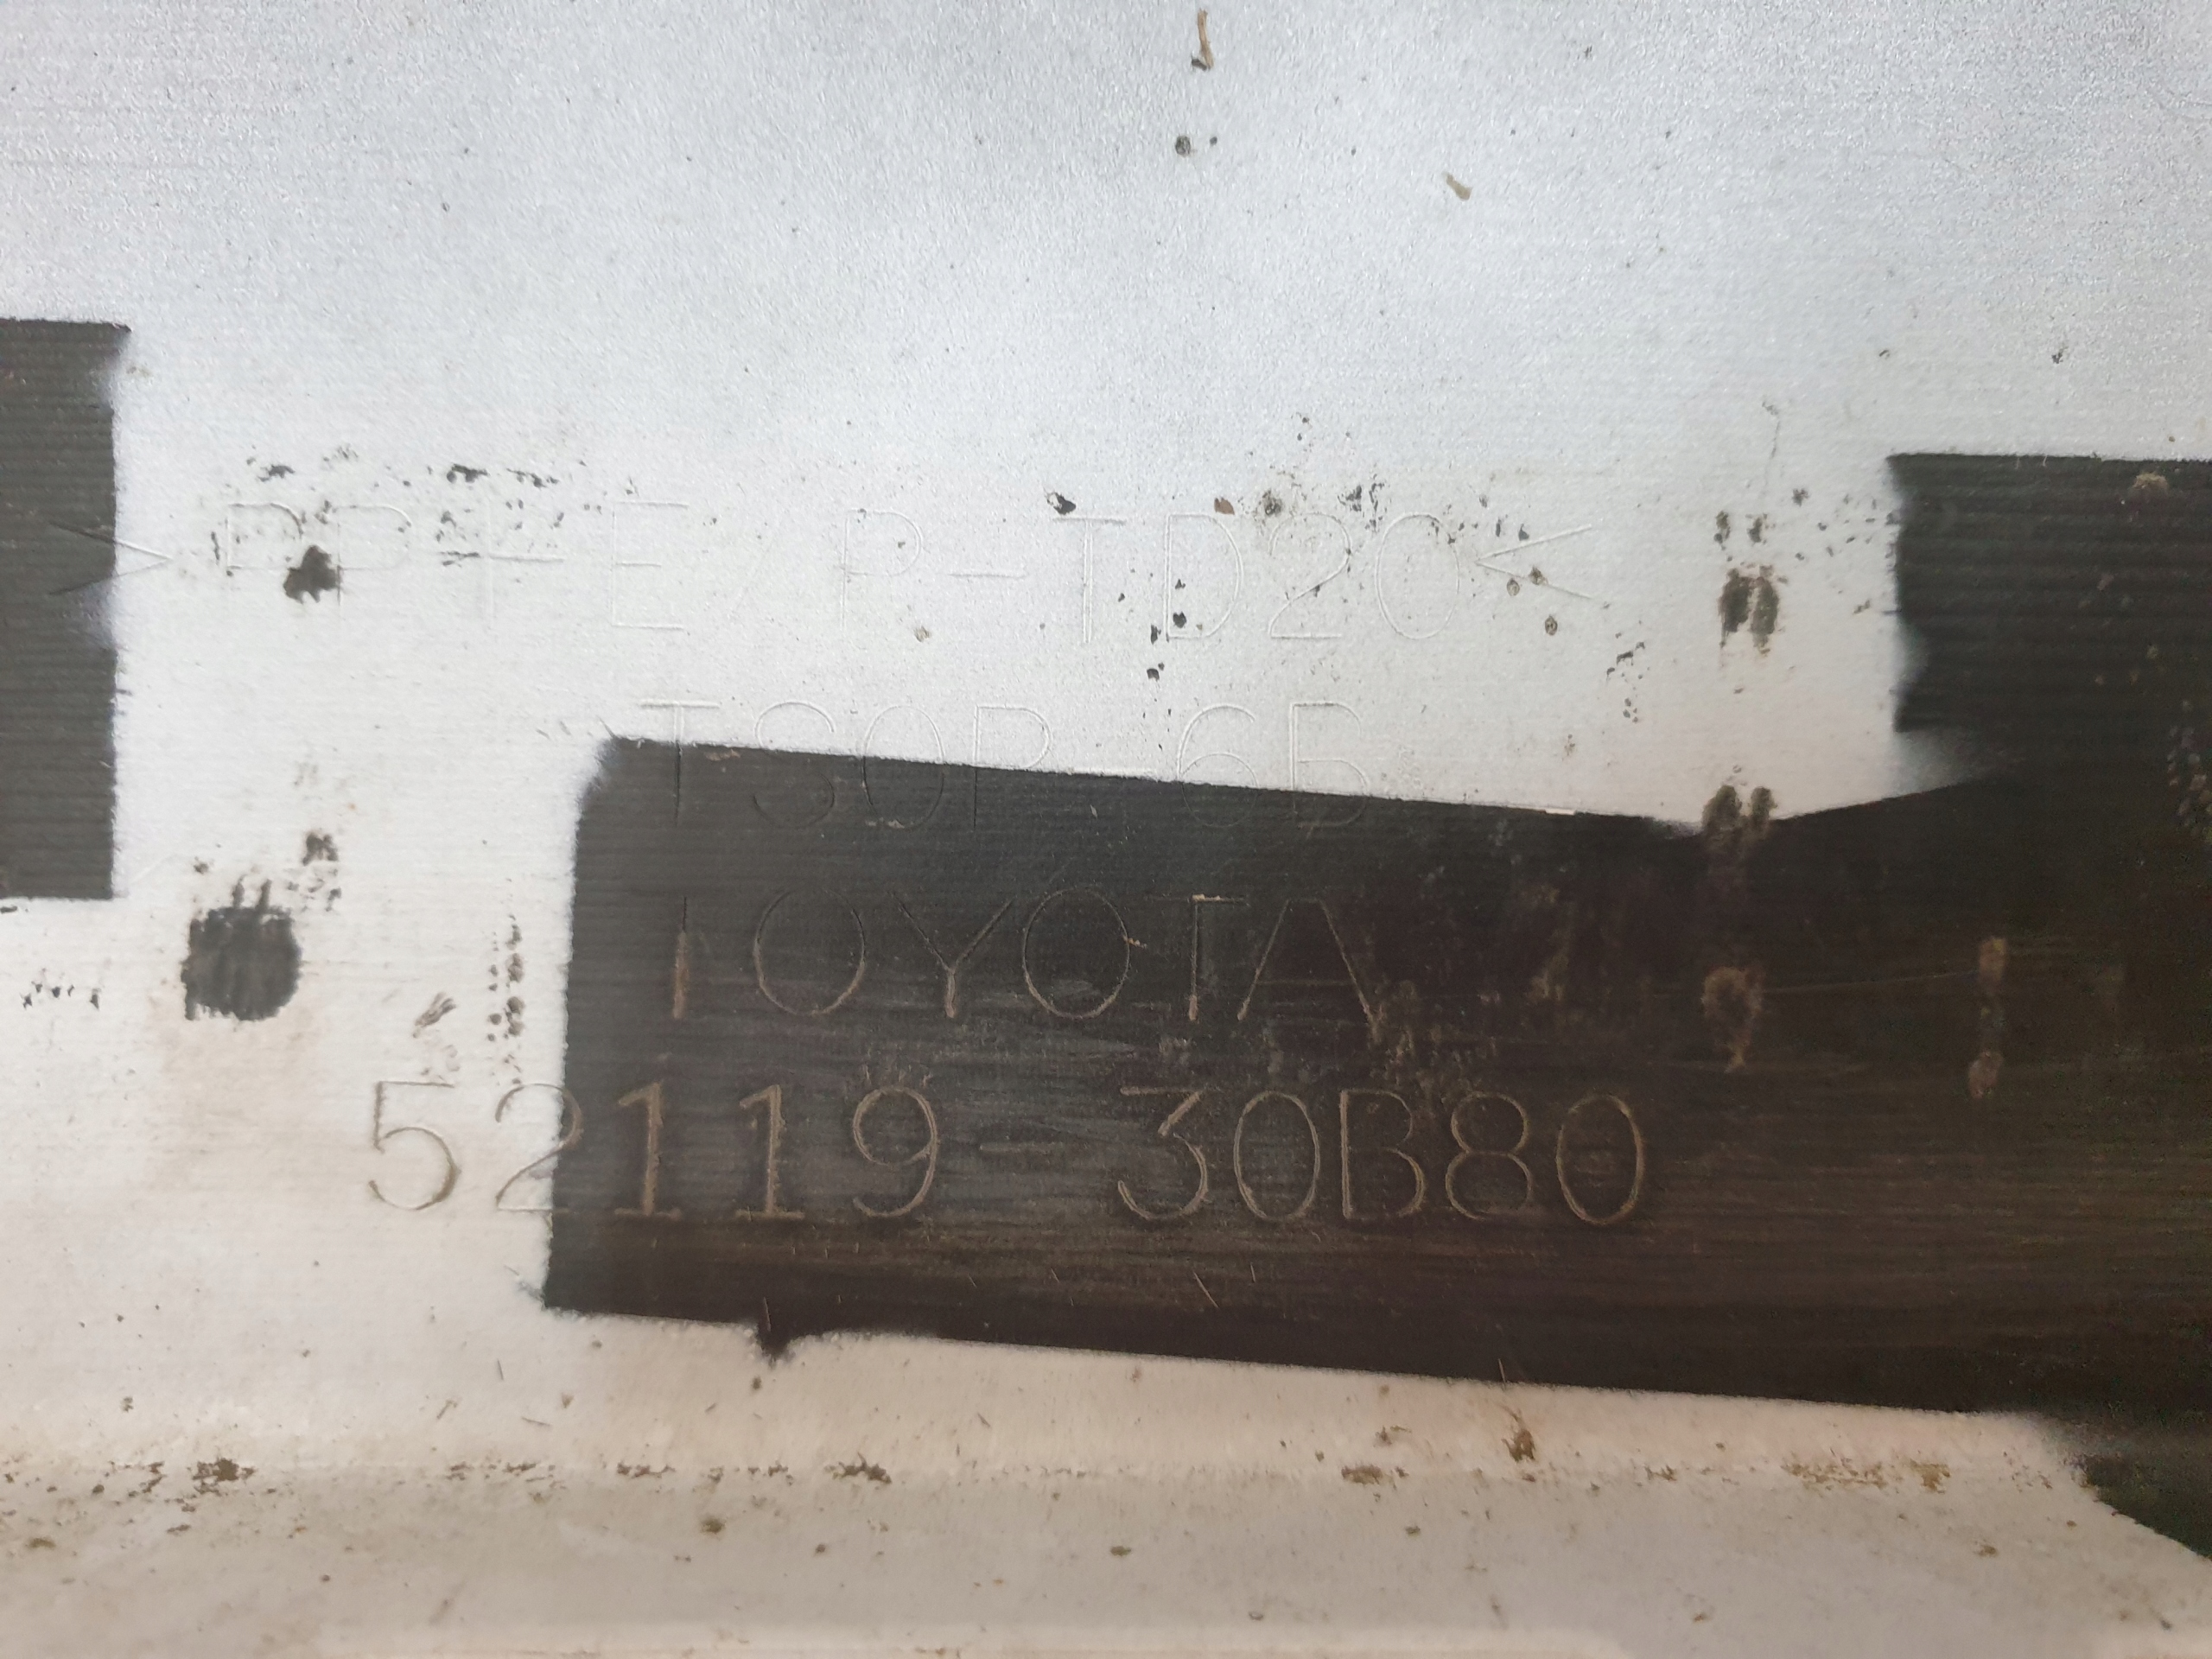 >PP+E/P-TD20<
TSOP-6B
TOYOTA
52119-30B80